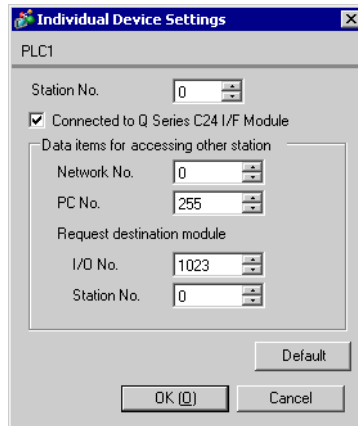 Individual Device Settings
PLC1
Station No. 0
Connected to Q Series C24 I/F Module
Data items for accessing other station
Network No. 0
PC No. 255
Request destination module
I/O No. 1023
Station No. 0
Default
OK (O) Cancel